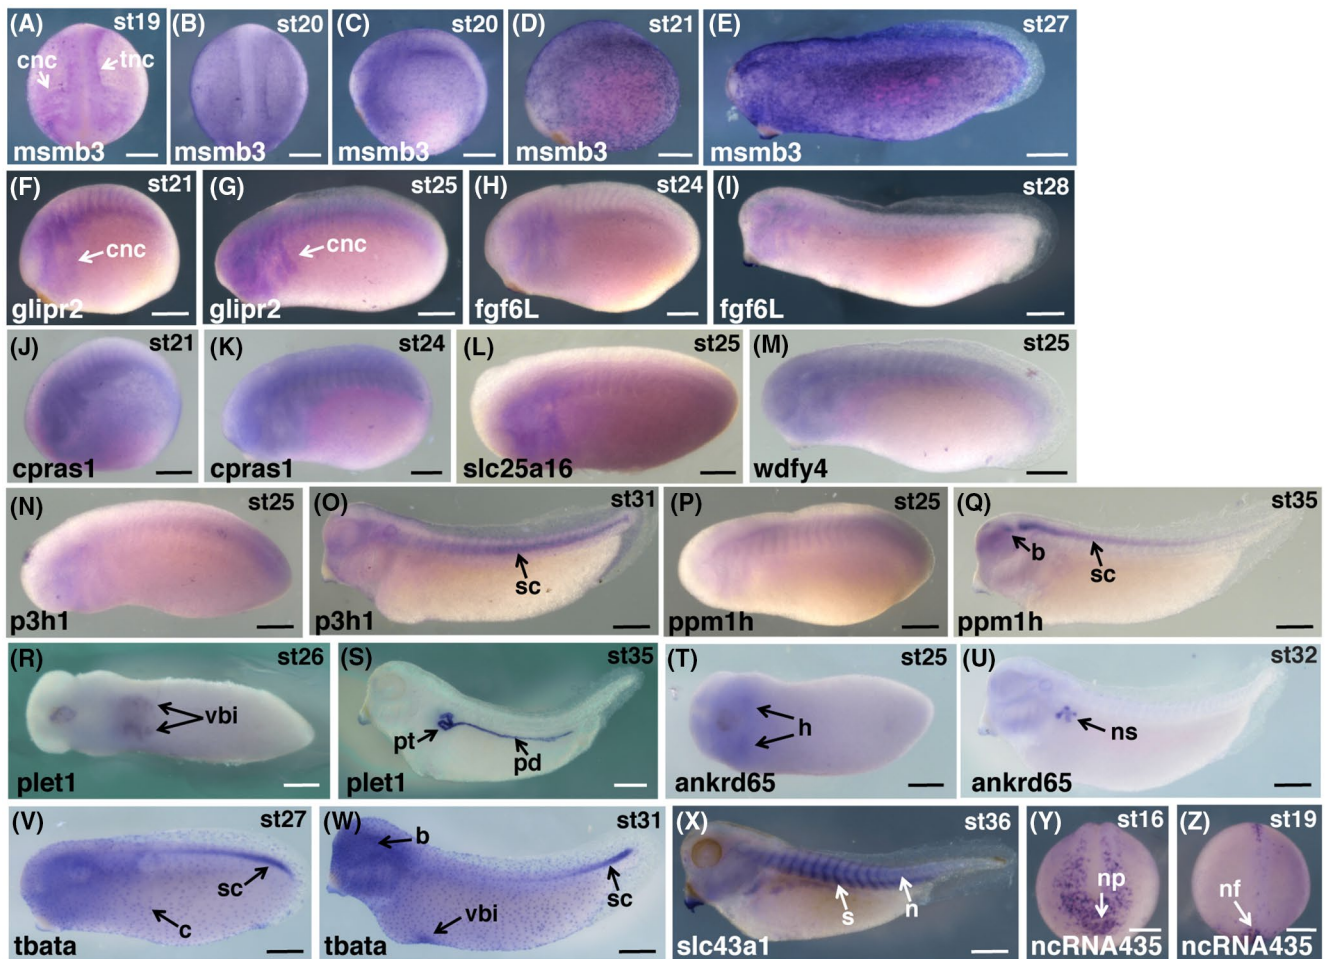 (A) st19
cnc tnc
msmb3
(B) st20
msmb3
(C) st20
msmb3
(D) st21
msmb3
(E) st27
msmb3
(F) st21
cnc
glipr2
(G) st25
cnc
glipr2
(H) st24
fgf6L
(I) st28
fgf6L
(J) st21
cpras1
(K) st24
cpras1
(L) st25
slc25a16
(M) st25
wdfy4
(N) st25
p3h1
(O) st31
sc
p3h1
(P) st25
ppm1h
(Q) st35
b
sc
ppm1h
(R) st26
vbi
plet1
(S) st35
pt
pd
plet1
(T) st25
h
ankrd65
(U) st32
ns
ankrd65
(V) st27
sc
c
tbata
(W) st31
b
sc
vbi
tbata
(X) st36
s n
slc43a1
(Y) st16
np
ncRNA435
(Z) st19
nf
ncRNA435